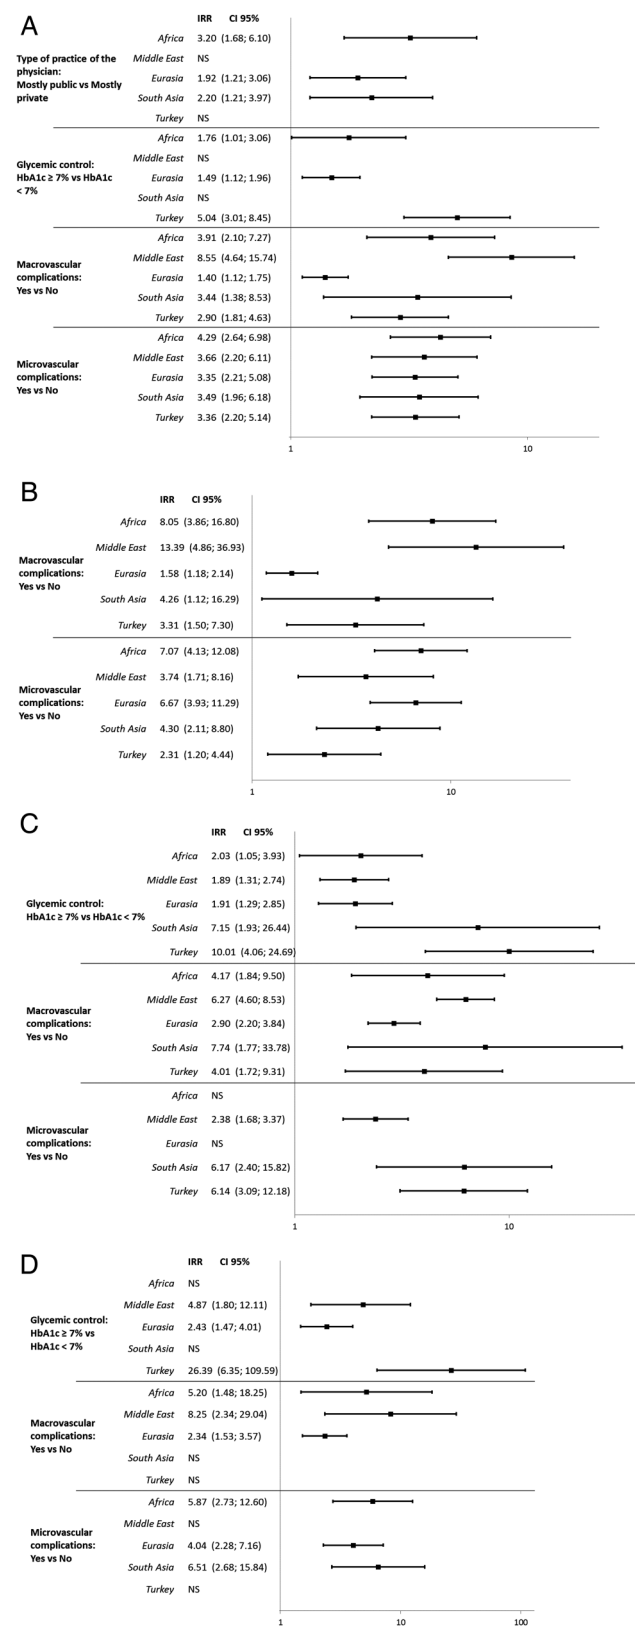 A
IRR CI 95%
Type of practice of the
physician:
Mostly public vs Mostly
private
Africa 3.20 (1.68; 6.10)
Middle East NS
Eurasia 1.92 (1.21; 3.06)
South Asia 2.20 (1.21; 3.97)
Turkey NS
Glycemic control:
HbA1c ≥ 7% vs HbA1c
< 7%
Africa 1.76 (1.01; 3.06)
Middle East NS
Eurasia 1.49 (1.12; 1.96)
South Asia NS
Turkey 5.04 (3.01; 8.45)
Macrovascular
complications:
Yes vs No
Africa 3.91 (2.10; 7.27)
Middle East 8.55 (4.64; 15.74)
Eurasia 1.40 (1.12; 1.75)
South Asia 3.44 (1.38; 8.53)
Turkey 2.90 (1.81; 4.63)
Microvascular
complications:
Yes vs No
Africa 4.29 (2.64; 6.98)
Middle East 3.66 (2.20; 6.11)
Eurasia 3.35 (2.21; 5.08)
South Asia 3.49 (1.96; 6.18)
Turkey 3.36 (2.20; 5.14)
1 10
B
IRR CI 95%
Macrovascular
complications:
Yes vs No
Africa 8.05 (3.86; 16.80)
Middle East 13.39 (4.86; 36.93)
Eurasia 1.58 (1.18; 2.14)
South Asia 4.26 (1.12; 16.29)
Turkey 3.31 (1.50; 7.30)
Microvascular
complications:
Yes vs No
Africa 7.07 (4.13; 12.08)
Middle East 3.74 (1.71; 8.16)
Eurasia 6.67 (3.93; 11.29)
South Asia 4.30 (2.11; 8.80)
Turkey 2.31 (1.20; 4.44)
1 10
C
IRR CI 95%
Glycemic control:
HbA1c ≥ 7% vs HbA1c < 7%
Africa 2.03 (1.05; 3.93)
Middle East 1.89 (1.31; 2.74)
Eurasia 1.91 (1.29; 2.85)
South Asia 7.15 (1.93; 26.44)
Turkey 10.01 (4.06; 24.69)
Macrovascular
complications:
Yes vs No
Africa 4.17 (1.84; 9.50)
Middle East 6.27 (4.60; 8.53)
Eurasia 2.90 (2.20; 3.84)
South Asia 7.74 (1.77; 33.78)
Turkey 4.01 (1.72; 9.31)
Microvascular
complications:
Yes vs No
Africa NS
Middle East 2.38 (1.68; 3.37)
Eurasia NS
South Asia 6.17 (2.40; 15.82)
Turkey 6.14 (3.09; 12.18)
1 10
D
IRR CI 95%
Glycemic control:
HbA1c ≥ 7% vs
HbA1c < 7%
Africa NS
Middle East 4.87 (1.80; 12.11)
Eurasia 2.43 (1.47; 4.01)
South Asia NS
Turkey 26.39 (6.35; 109.59)
Macrovascular
complications:
Yes vs No
Africa 5.20 (1.48; 18.25)
Middle East 8.25 (2.34; 29.04)
Eurasia 2.34 (1.53; 3.57)
South Asia NS
Turkey NS
Microvascular
complications:
Yes vs No
Africa 5.87 (2.73; 12.60)
Middle East NS
Eurasia 4.04 (2.28; 7.16)
South Asia 6.51 (2.68; 15.84)
Turkey NS
1 10 100